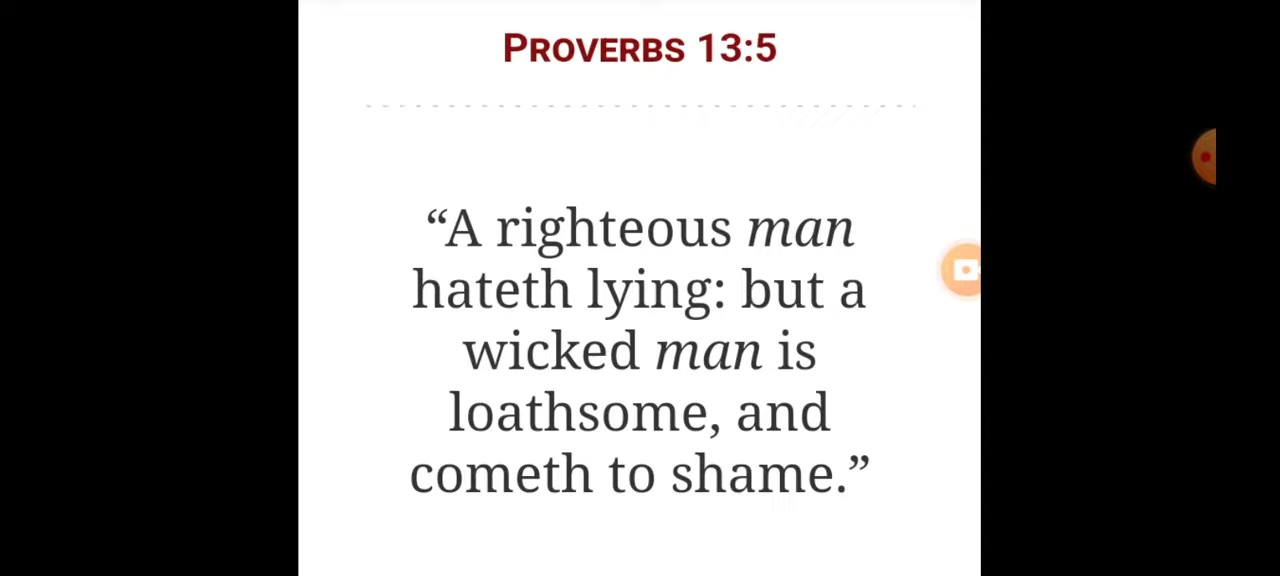 PROVERBS 13:5
“A righteous man
hateth lying: but a
wicked man is
loathsome, and
cometh to shame.”